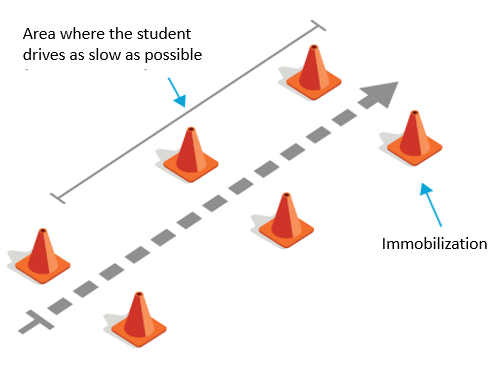 Area where the student
drives as slow as possible
Immobilization